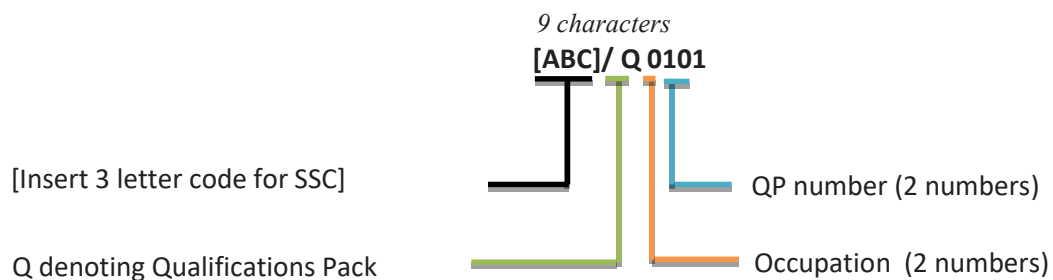 9 characters
[ABC]/ Q 0101
[Insert 3 letter code for SSC]
QP number (2 numbers)
Q denoting Qualifications Pack
Occupation (2 numbers)